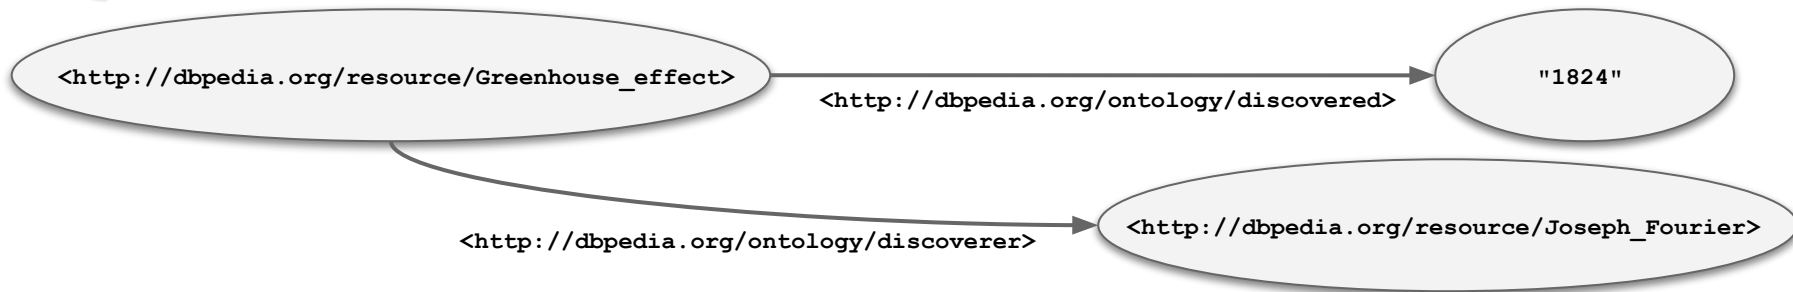 <http://dbpedia.org/resource/Greenhouse_effect>
"1824"
<http://dbpedia.org/ontology/discovered>
<http://dbpedia.org/resource/Joseph_Fourier>
<http://dbpedia.org/ontology/discoverer>